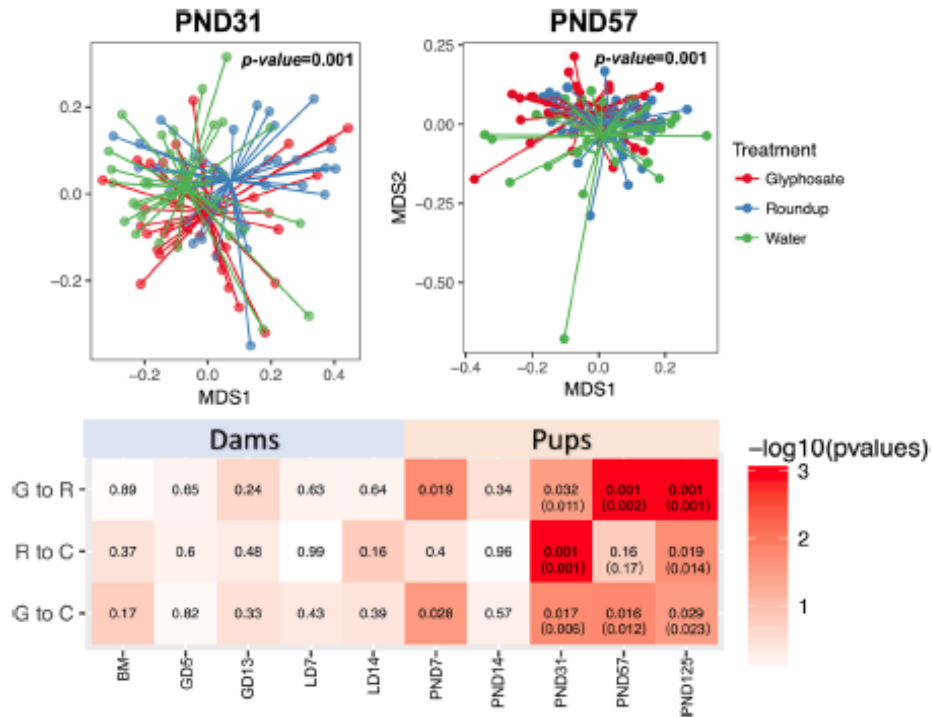 PND31
PND57
p-value=0.001
p-value=0.001
0.2
0.0
−0.2
−0.2 0.0 0.2 0.4
MDS1
MDS2
0.25
0.00
−0.25
−0.50
−0.4 −0.2 0.0 0.2
MDS1
Treatment
Glyphosate
Roundup
Water
Dams Pups
G to R 0.89 0.65 0.24 0.63 0.64 0.019 0.34 0.032 0.001 0.001
(0.011) (0.002) (0.001)
R to C 0.37 0.6 0.48 0.99 0.16 0.4 0.96 0.001 0.16 0.019
(0.001) (0.17) (0.014)
G to C 0.17 0.82 0.33 0.43 0.39 0.028 0.57 0.017 0.016 0.029
(0.006) (0.012) (0.023)
BM GD5 GD13 LD7 LD14 PND7 PND14 PND31 PND57 PND125
−log10(pvalues)
3
2
1